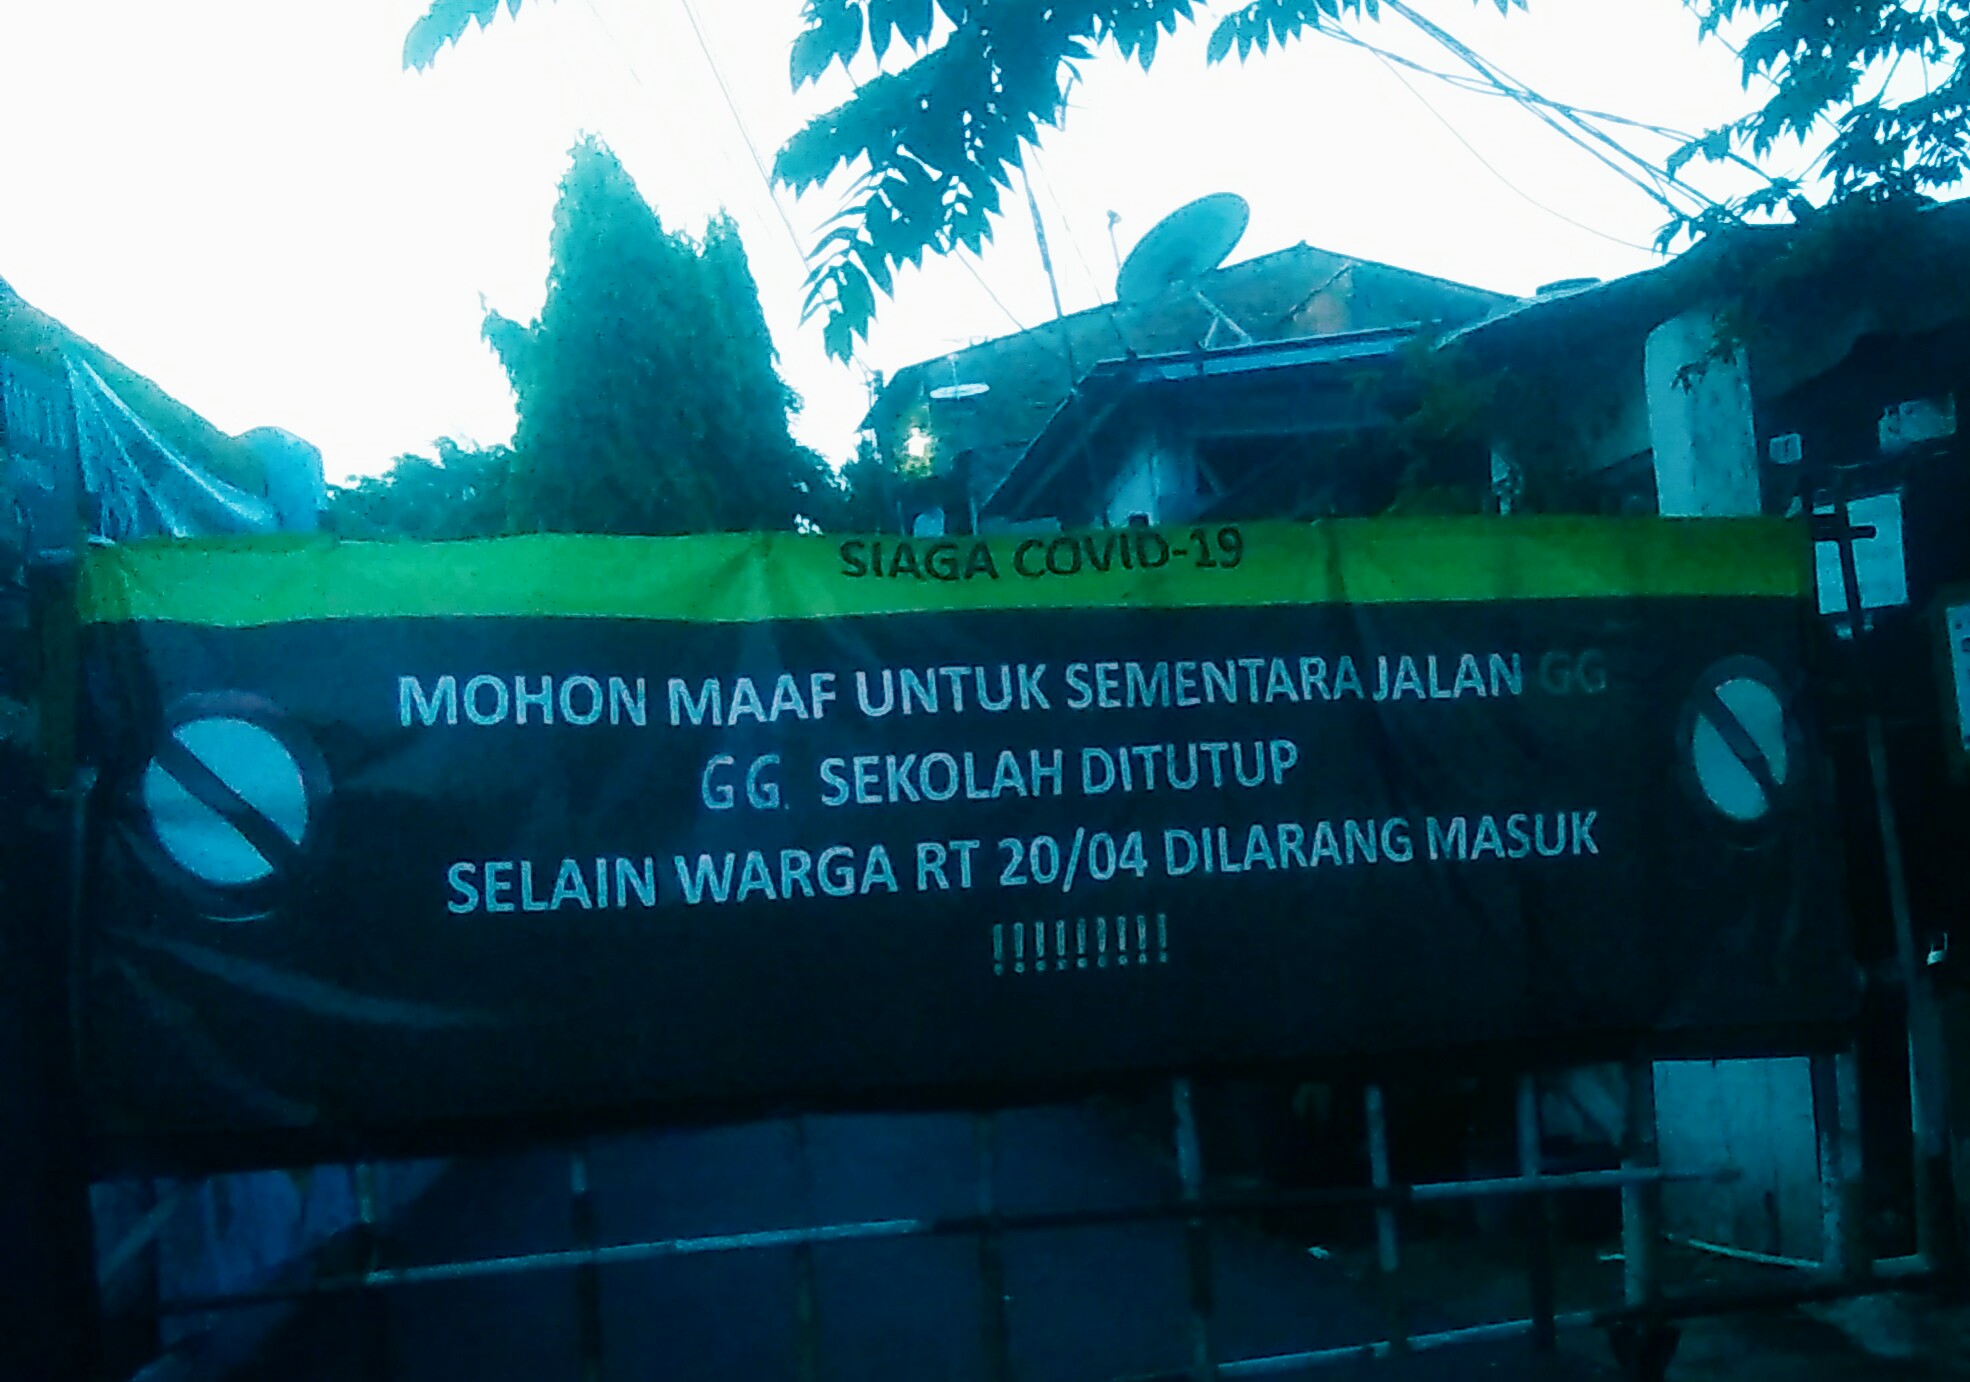 SIAGA COVID-19
MOHON MAAF UNTUK SEMENTARA JALAN GG
GG. SEKOLAH DITUTUP
SELAIN WARGA RT 20/04 DILARANG MASUK
!!!!!!!!!